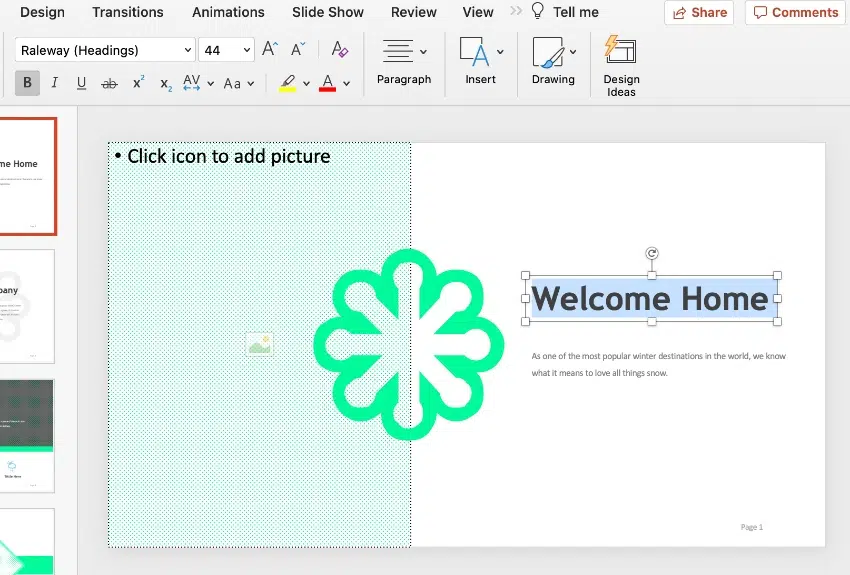 Design Transitions Animations Slide Show Review View Tell me Share Comments
Raleway (Headings) 44 A A A
B I U ab x2 x2 AV Aa A
Paragraph Insert Drawing Design
Ideas
me Home
pany
• Click icon to add picture
Welcome Home
As one of the most popular winter destinations in the world, we know
what it means to love all things snow.
Page 1